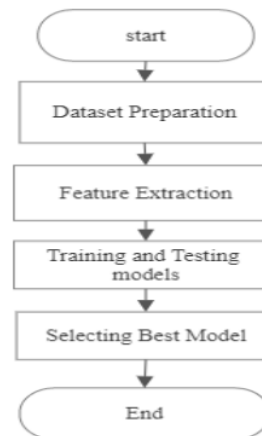 start
Dataset Preparation
Feature Extraction
Training and Testing
models
Selecting Best Model
End